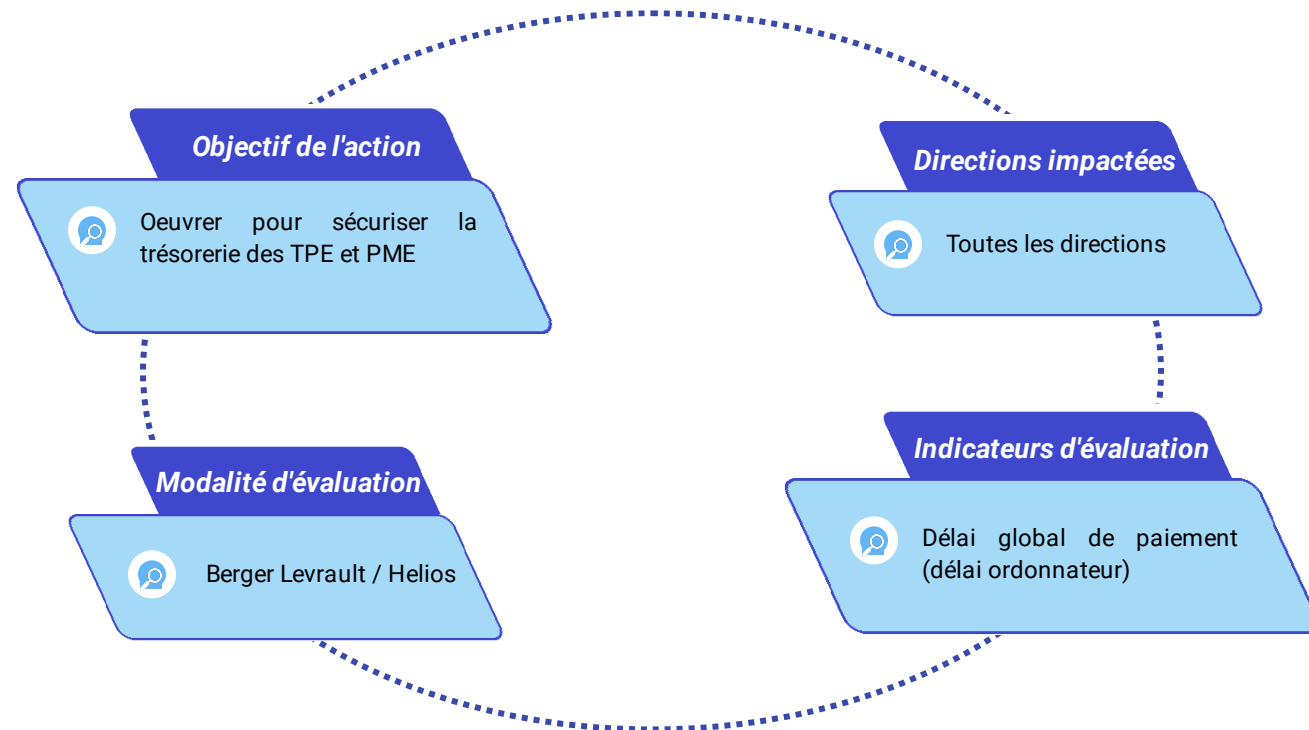 Objectif de l'action
Oeuvrer pour sécuriser la
trésorerie des TPE et PME
Directions impactées
Toutes les directions
Modalité d'évaluation
Berger Levrault / Helios
Indicateurs d'évaluation
Délai global de paiement
(délai ordonnateur)